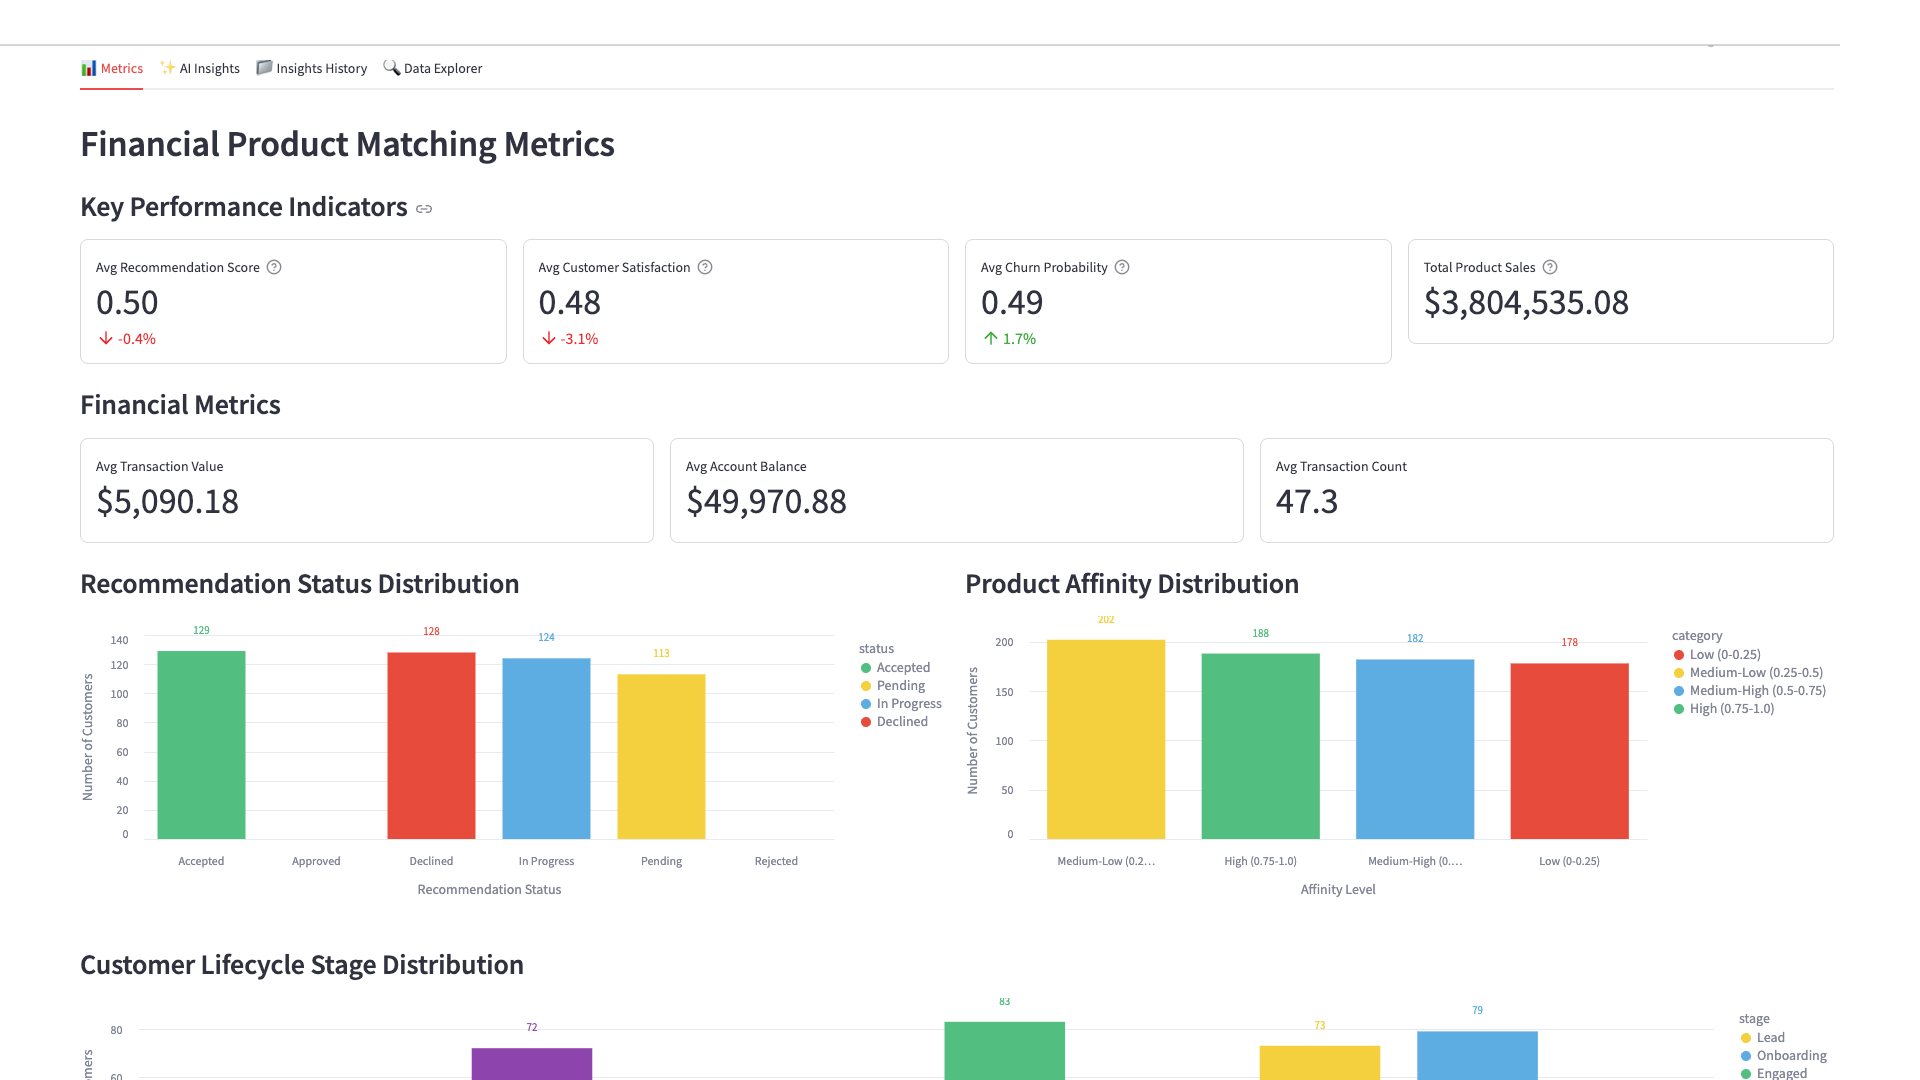 Metrics
AI Insights
Insights History
Data Explorer
Financial Product Matching Metrics
Key Performance Indicators
Avg Recommendation Score
0.50
-0.4%
Avg Customer Satisfaction
0.48
-3.1%
Avg Churn Probability
0.49
1.7%
Total Product Sales
$3,804,535.08
Financial Metrics
Avg Transaction Value
$5,090.18
Avg Account Balance
$49,970.88
Avg Transaction Count
47.3
Recommendation Status Distribution
Number of Customers
140
120
100
80
60
40
20
0
129
128
124
113
Accepted
Approved
Declined
In Progress
Pending
Rejected
Recommendation Status
status
Accepted
Pending
In Progress
Declined
Product Affinity Distribution
Number of Customers
200
150
100
50
0
202
188
182
178
Medium-Low (0.2...
High (0.75-1.0)
Medium-High (0....
Low (0-0.25)
Affinity Level
category
Low (0-0.25)
Medium-Low (0.25-0.5)
Medium-High (0.5-0.75)
High (0.75-1.0)
Customer Lifecycle Stage Distribution
80
60
72
83
73
79
stage
Lead
Onboarding
Engaged